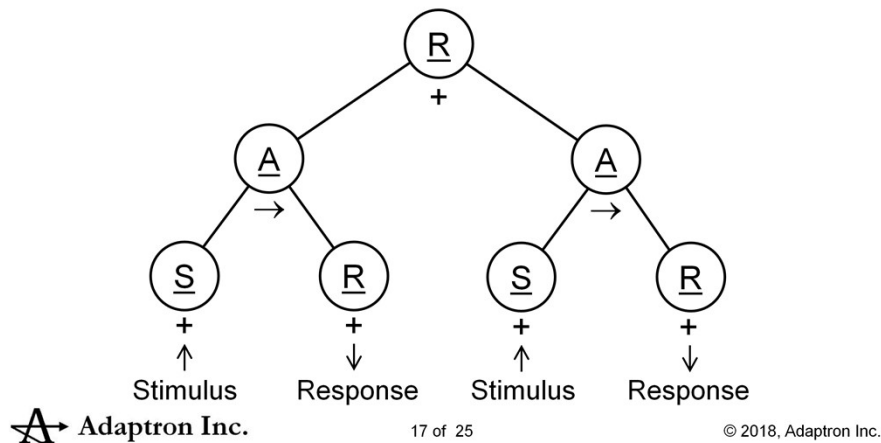 R
+
A A
→ →
S R S R
+ + + +
↑ ↓ ↑ ↓
Stimulus Response Stimulus Response
Adaptron Inc. 17 of 25 © 2018, Adaptron Inc.